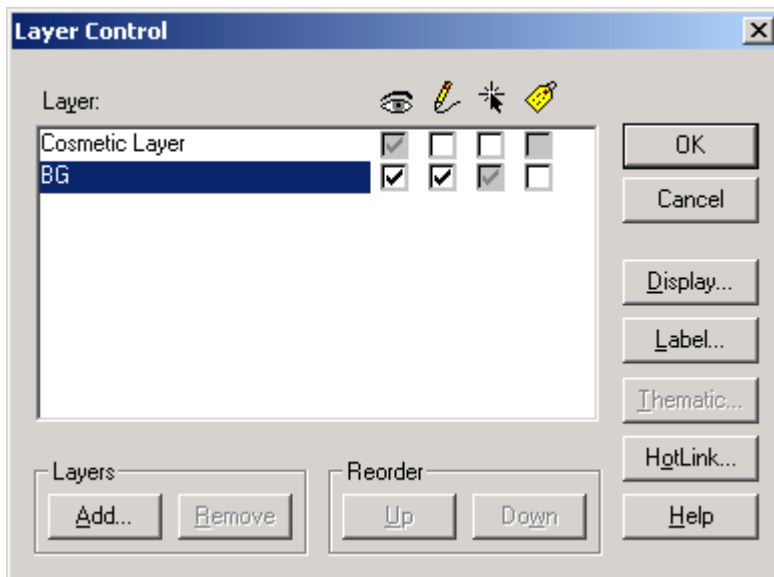 Layer Control
Layer:
Cosmetic Layer
BG
OK
Cancel
Display...
Label...
Thematic...
HotLink...
Layers
Reorder
Add...
Remove
Up
Down
Help